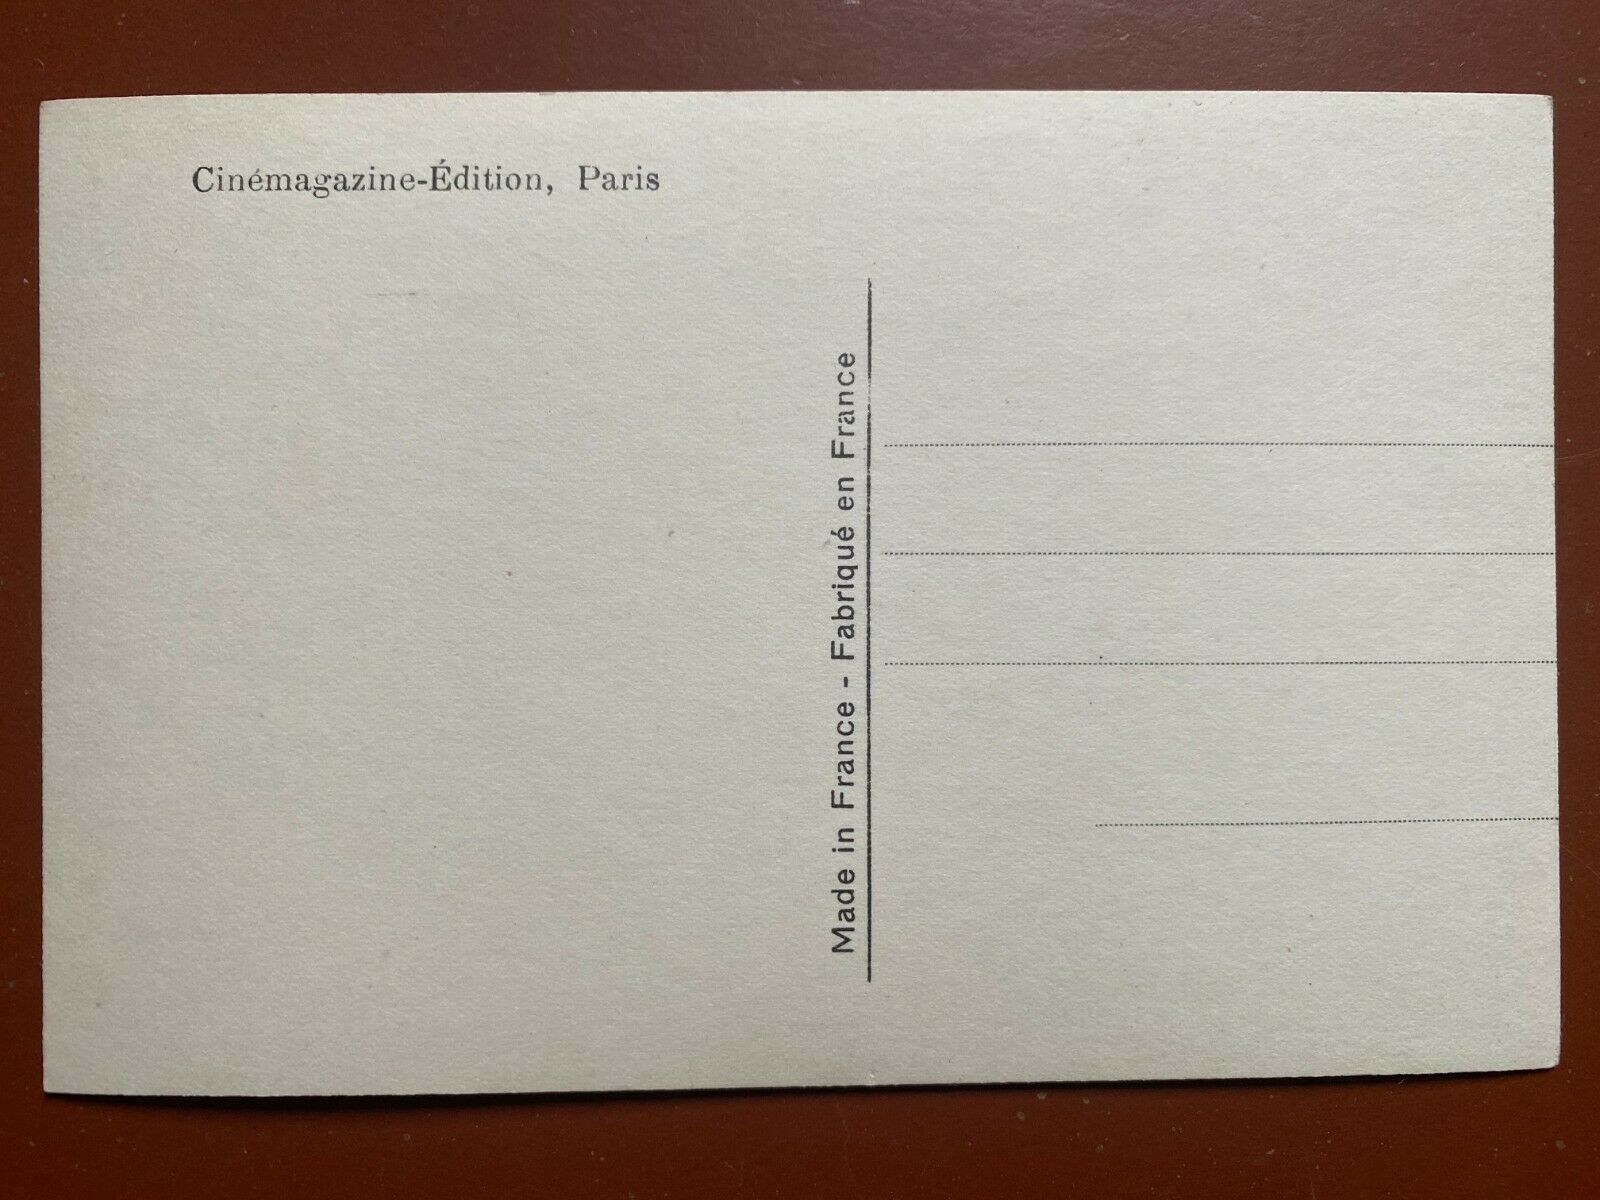 Cinémagazine-Édition, Paris
Made in France - Fabriqué en France